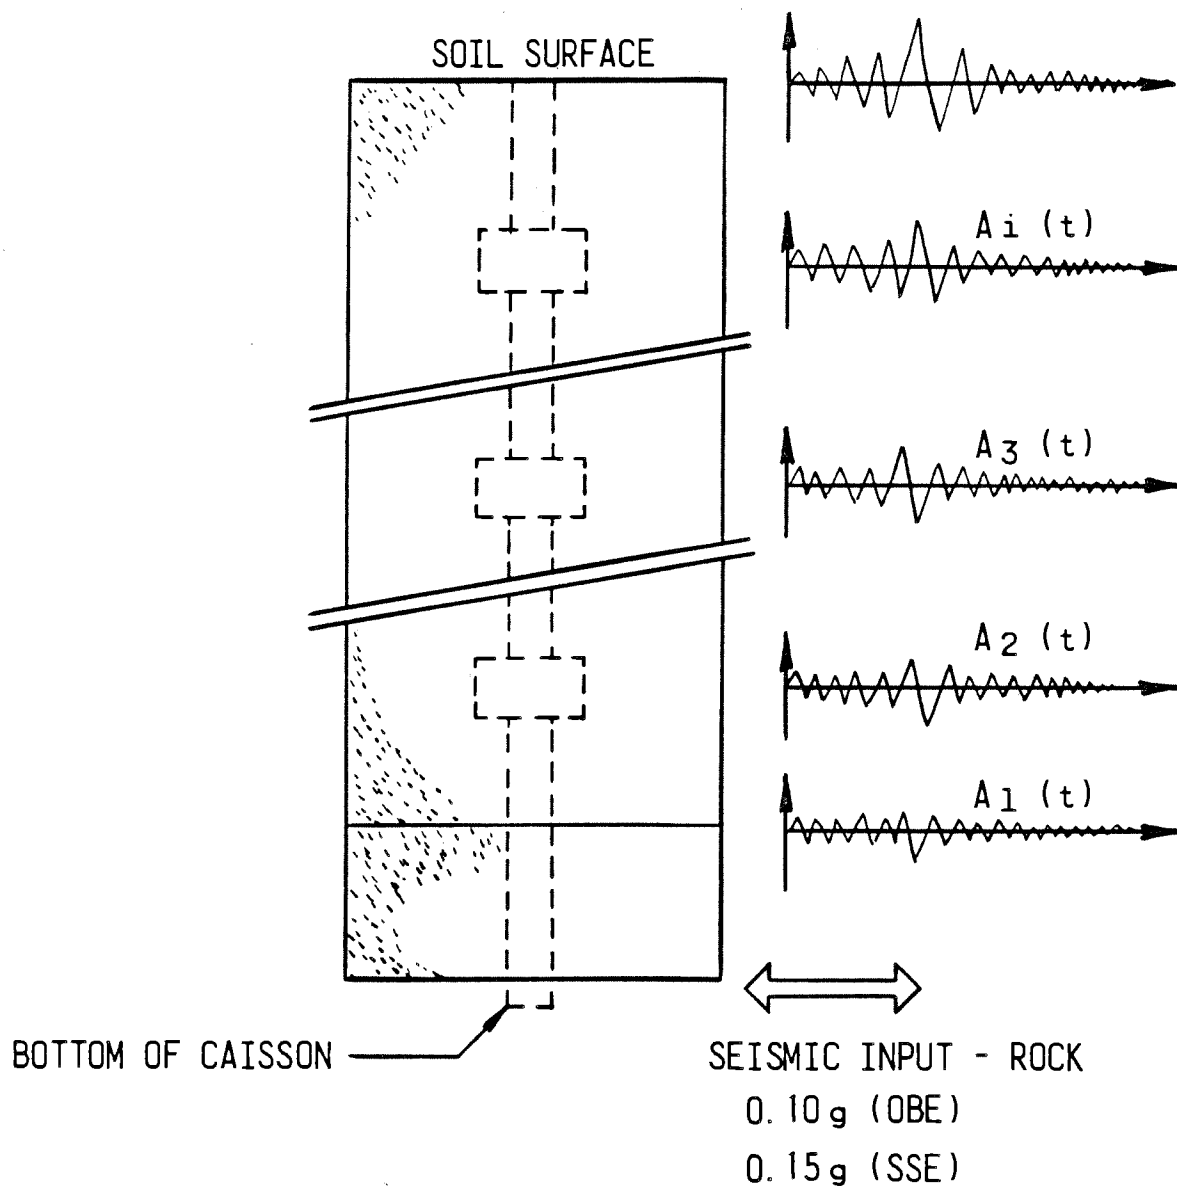 SOIL SURFACE
Ai (t)
A3 (t)
A2 (t)
A1 (t)
BOTTOM OF CAISSON
SEISMIC INPUT - ROCK
0.10g (OBE)
0.15g (SSE)